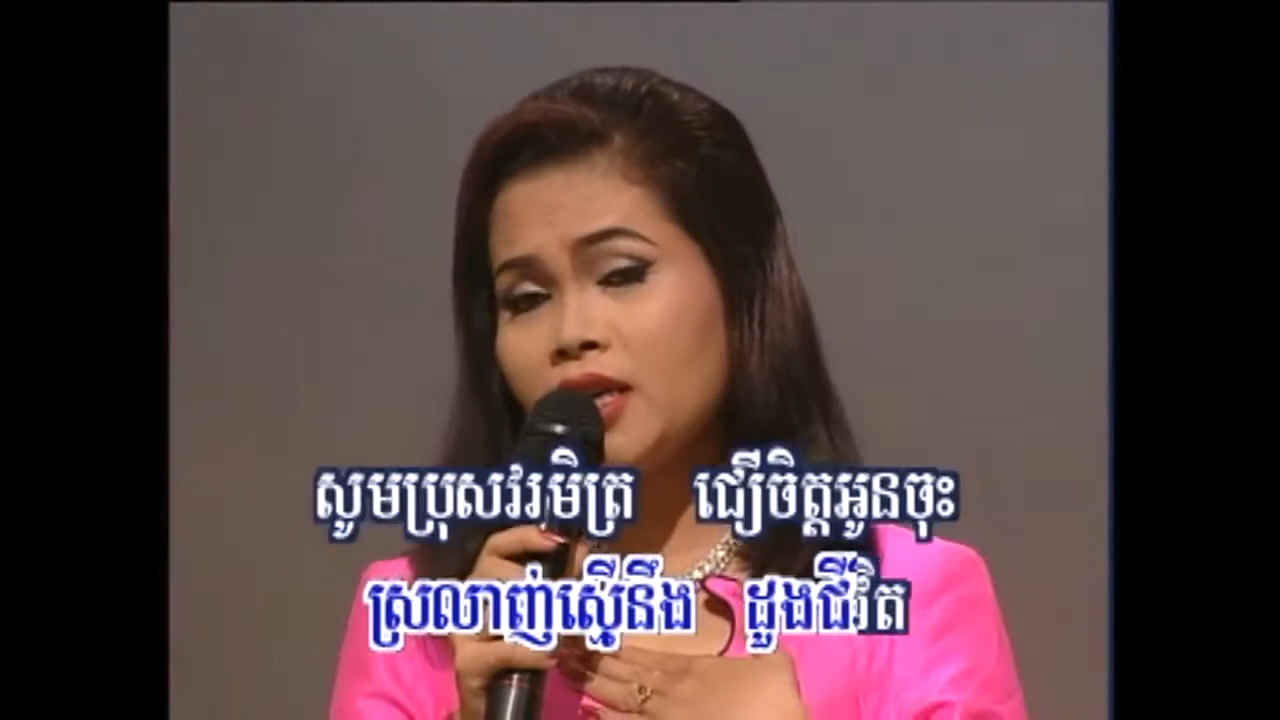 សូមប្រុសវរមិត្រ ជឿចិត្តអូនចុះ
ស្រលាញ់ស្មើនឹង ដួងជីវិត